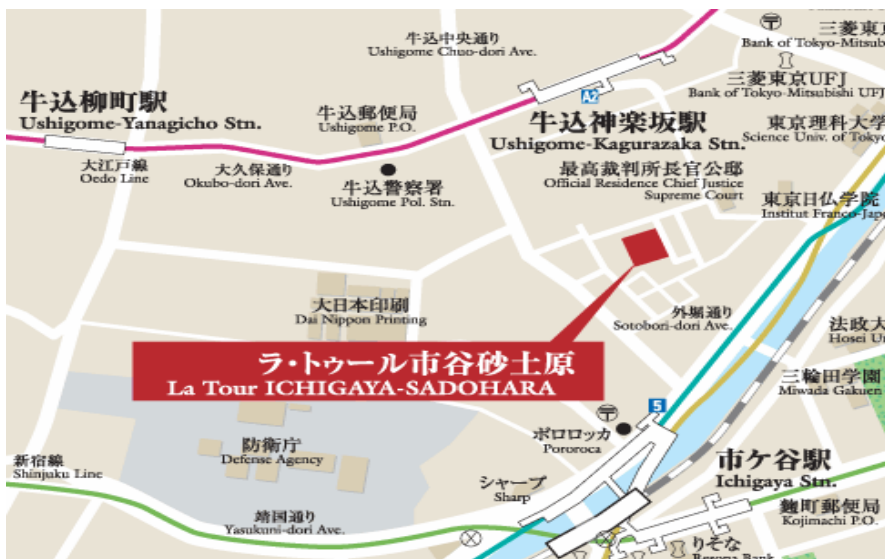 牛込中央通り
Ushigome Chuo-dori Ave.
三菱東京
Bank of Tokyo-Mitsub
三菱東京UFJ
Bank of Tokyo-Mitsubishi UFJ
牛込柳町駅
Ushigome-Yanagicho Stn.
牛込郵便局
Ushigome P.O.
A2
牛込神楽坂駅
Ushigome-Kagurazaka Stn.
東京理科大学
Science Univ. of Tokyo
大江戸線
Oedo Line
大久保通り
Okubo-dori Ave.
牛込警察署
Ushigome Pol. Stn.
最高裁判所長官公邸
Official Residence Chief Justice
Supreme Court
東京日仏学院
Institut Franco-Japo
大日本印刷
Dai Nippon Printing
外堀通り
Sotobori-dori Ave.
法政大
Hosei Un
ラ・トゥール市谷砂土原
La Tour ICHIGAYA-SADOHARA
三輪田学園
Miwada Gakuen
5
ポロロッカ
Pororoca
防衛庁
Defense Agency
新宿線
Shinjuku Line
市ケ谷駅
Ichigaya Stn.
シャープ
Sharp
靖国通り
Yasukuni-dori Ave.
麹町郵便局
Kojimachi P.O.
りそな
Resona Bank